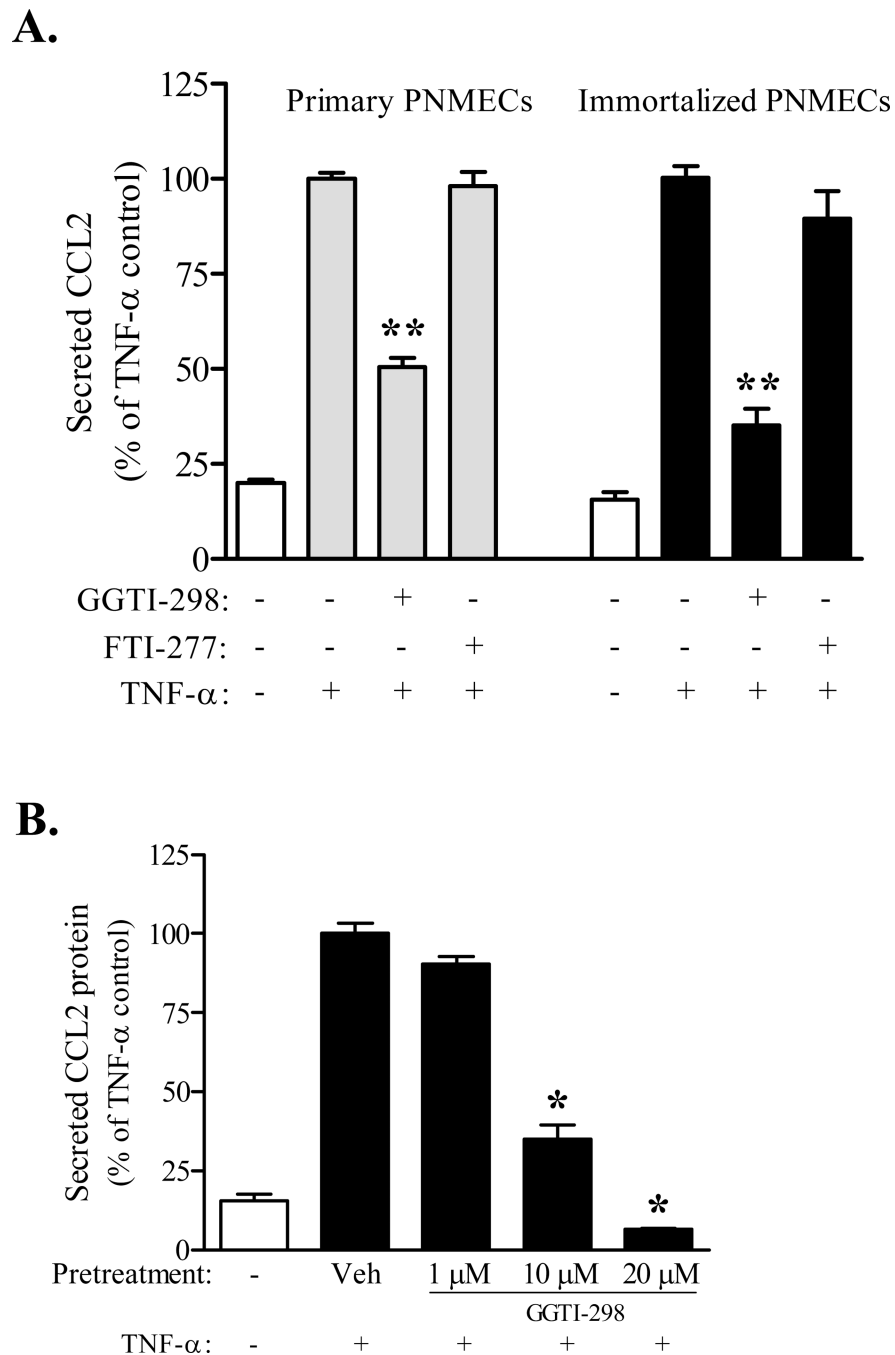 A.
Primary PNMECs Immortalized PNMECs
Secreted CCL2
(% of TNF-α control)
125
100
75
50
25
0
** **
GGTI-298: - - + - - - + -
FTI-277: - - - + - - - +
TNF-α: - + + + - + + +
B.
Secreted CCL2 protein
(% of TNF-α control)
125
100
75
50
25
0
*
*
Pretreatment: - Veh 1 μM 10 μM 20 μM
GGTI-298
TNF-α: - + + + +